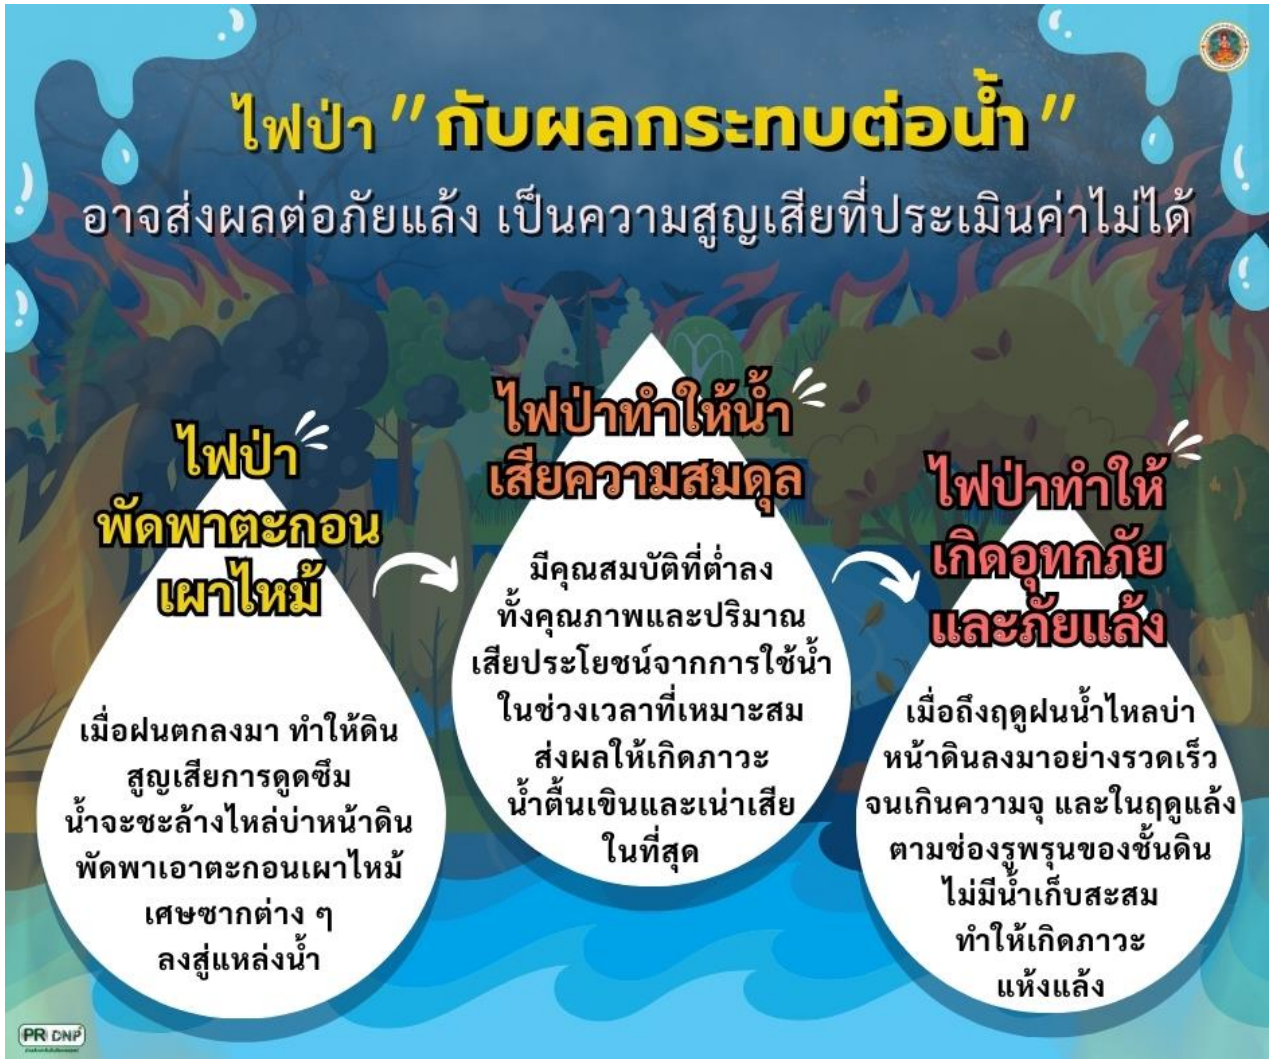 ไฟป่า "กับผลกระทบต่อน้ำ"
อาจส่งผลต่อภัยแล้ง เป็นความสูญเสียที่ประเมินค่าไม่ได้
ไฟป่า
พัดพาตะกอน
เผาไหม้
เมื่อฝนตกลงมา ทำให้ดิน
สูญเสียการดูดซึม
น้ำจะชะล้างไหล่บ่าหน้าดิน
พัดพาเอาตะกอนเผาไหม้
เศษซากต่าง ๆ
ลงสู่แหล่งน้ำ
ไฟป่าทำให้น้ำ
เสียความสมดุล
มีคุณสมบัติที่ต่ำลง
ทั้งคุณภาพและปริมาณ
เสียประโยชน์จากการใช้น้ำ
ในช่วงเวลาที่เหมาะสม
ส่งผลให้เกิดภาวะ
น้ำตื้นเขินและเน่าเสีย
ในที่สุด
ไฟป่าทำให้
เกิดอุทกภัย
และภัยแล้ง
เมื่อถึงฤดูฝนน้ำไหลบ่า
หน้าดินลงมาอย่างรวดเร็ว
จนเกินความจุ และในฤดูแล้ง
ตามช่องรูพรุนของชั้นดิน
ไม่มีน้ำเก็บสะสม
ทำให้เกิดภาวะ
แห้งแล้ง
PR DNP